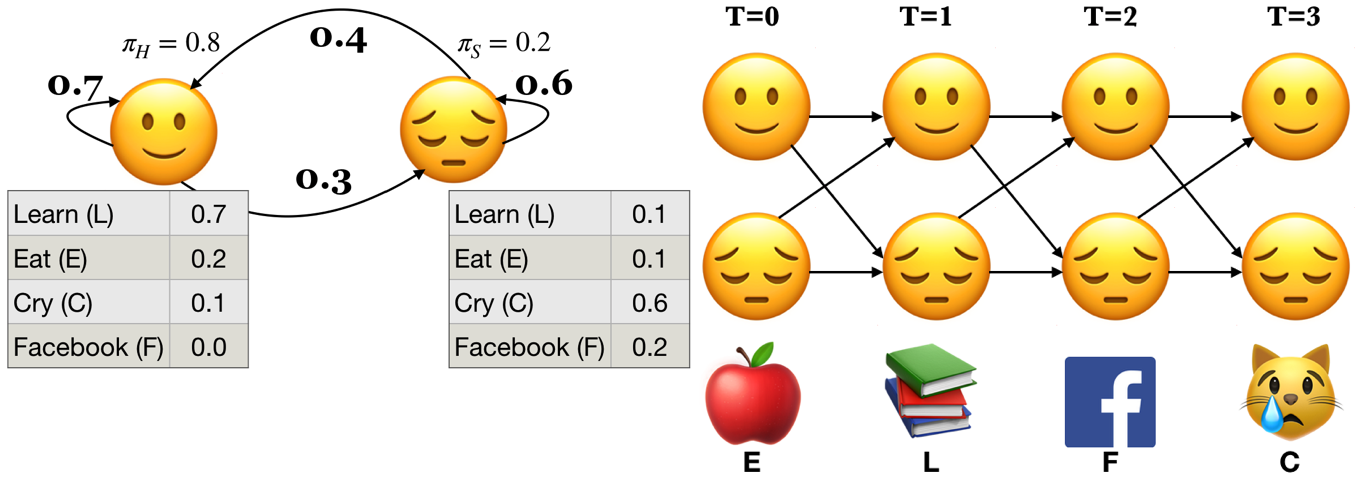 0.4
π_H = 0.8
π_S = 0.2
0.7
0.6
0.3
Learn (L) 0.7
Eat (E) 0.2
Cry (C) 0.1
Facebook (F) 0.0
Learn (L) 0.1
Eat (E) 0.1
Cry (C) 0.6
Facebook (F) 0.2
T=0 T=1 T=2 T=3
f
E L F C